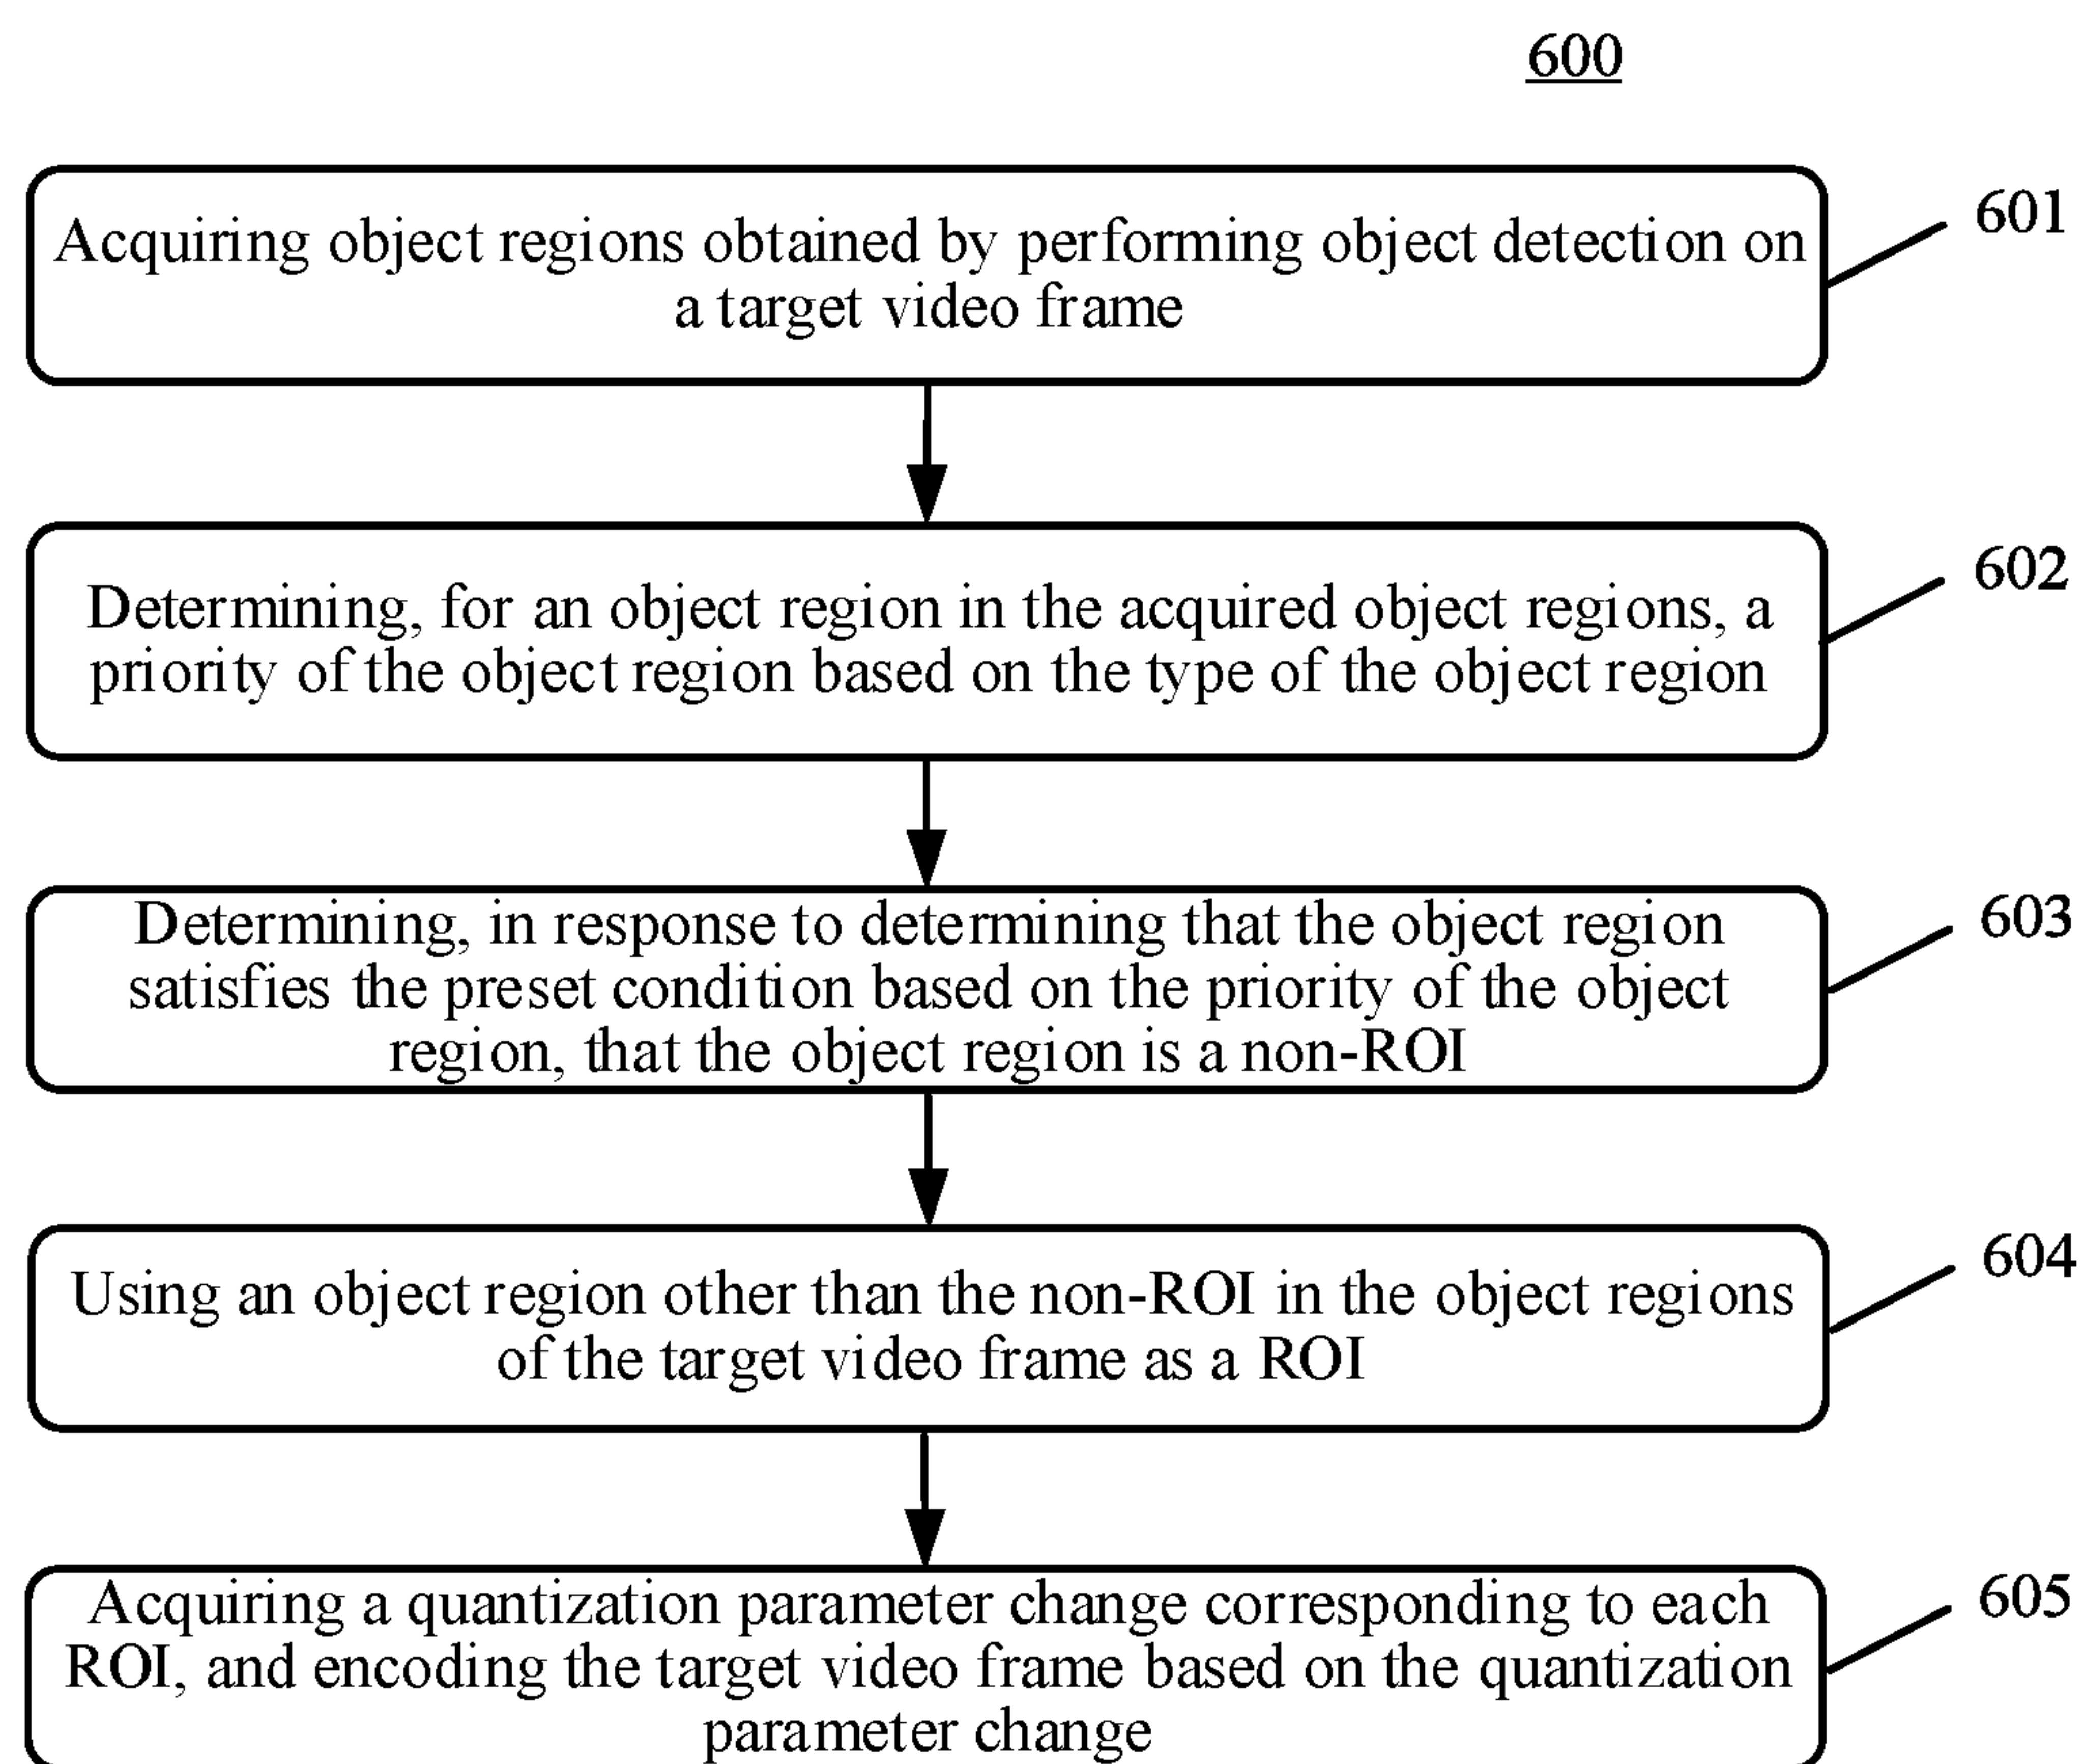 600
Acquiring object regions obtained by performing object detection on
a target video frame
601
Determining, for an object region in the acquired object regions, a
priority of the object region based on the type of the object region
602
Determining, in response to determining that the object region
satisfies the preset condition based on the priority of the object
region, that the object region is a non-ROI
603
Using an object region other than the non-ROI in the object regions
of the target video frame as a ROI
604
Acquiring a quantization parameter change corresponding to each
ROI, and encoding the target video frame based on the quantization
parameter change
605